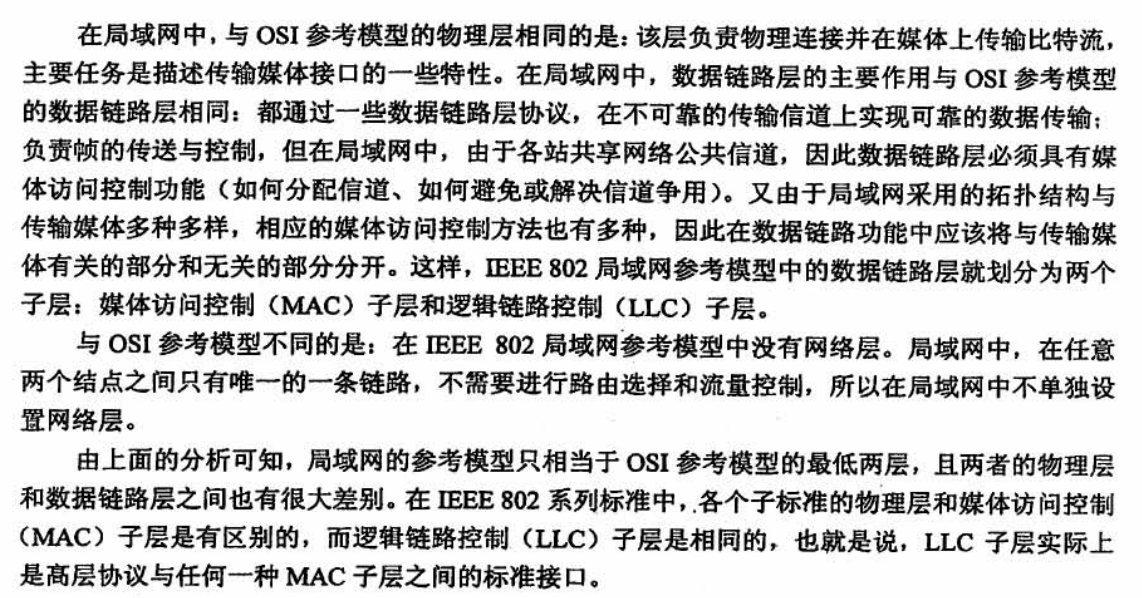 在局域网中，与 OSI 参考模型的物理层相同的是：该层负责物理连接并在媒体上传输比特流，
主要任务是描述传输媒体接口的一些特性。在局域网中，数据链路层的主要作用与 OSI 参考模型
的数据链路层相同：都通过一些数据链路层协议，在不可靠的传输信道上实现可靠的数据传输；
负责帧的传送与控制，但在局域网中，由于各站共享网络公共信道，因此数据链路层必须具有媒
体访问控制功能（如何分配信道、如何避免或解决信道争用）。又由于局域网采用的拓扑结构与
传输媒体多种多样，相应的媒体访问控制方法也有多种，因此在数据链路功能中应该将与传输媒
体有关的部分和无关的部分分开。这样，IEEE 802 局域网参考模型中的数据链路层就划分为两个
子层：媒体访问控制（MAC）子层和逻辑链路控制（LLC）子层。
与 OSI 参考模型不同的是：在 IEEE 802 局域网参考模型中没有网络层。局域网中，在任意
两个结点之间只有唯一的一条链路，不需要进行路由选择和流量控制，所以在局域网中不单独设
置网络层。
由上面的分析可知，局域网的参考模型只相当于 OSI 参考模型的最低两层，且两者的物理层
和数据链路层之间也有很大差别。在 IEEE 802 系列标准中，各个子标准的物理层和媒体访问控制
（MAC）子层是有区别的，而逻辑链路控制（LLC）子层是相同的，也就是说，LLC 子层实际上
是高层协议与任何一种 MAC 子层之间的标准接口。